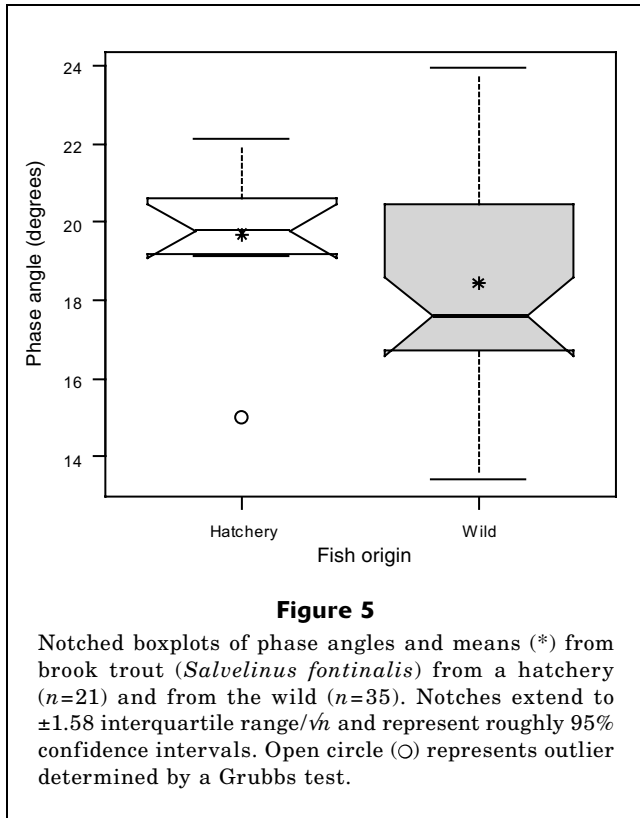 24
22
20
18
16
14
Phase angle (degrees)
Hatchery
Wild
Fish origin
Figure 5
Notched boxplots of phase angles and means (*) from
brook trout (Salvelinus fontinalis) from a hatchery
(n=21) and from the wild (n=35). Notches extend to
±1.58 interquartile range/√n and represent roughly 95%
confidence intervals. Open circle (○) represents outlier
determined by a Grubbs test.